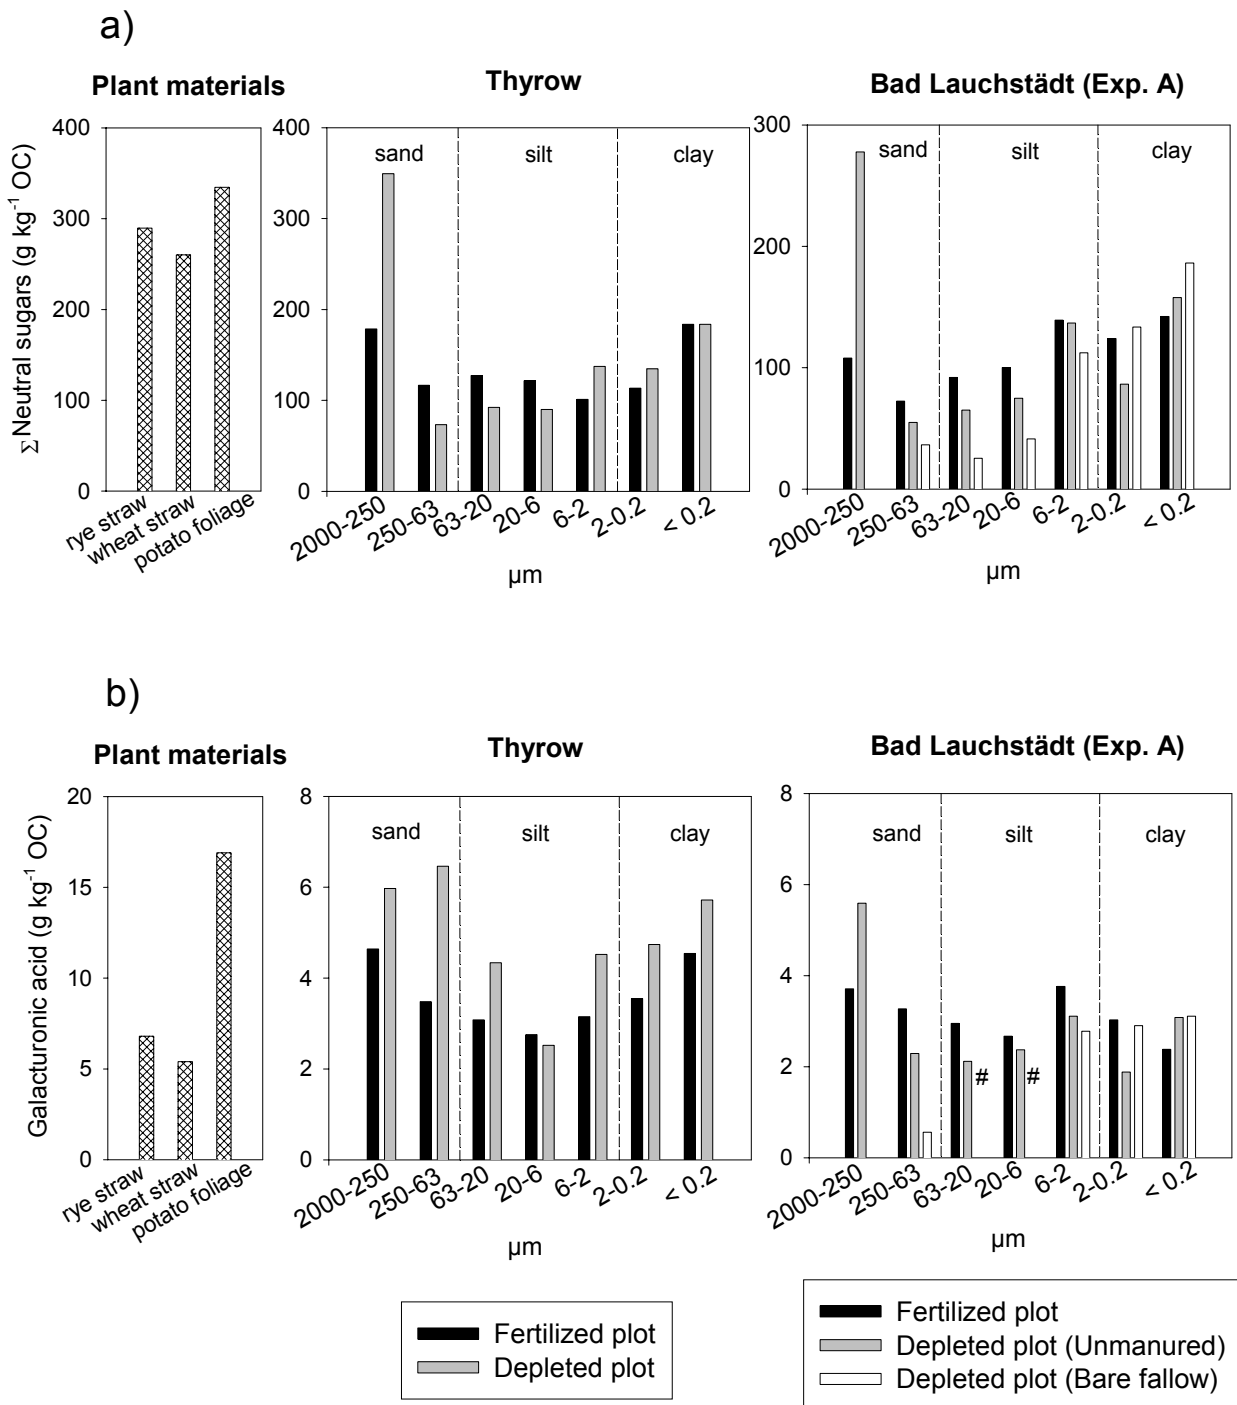 a)
Plant materials
Thyrow
Bad Lauchstädt (Exp. A)
Σ Neutral sugars (g kg⁻¹ OC)
400
300
200
100
0
rye straw
wheat straw
potato foliage
400
300
200
100
0
sand
silt
clay
2000-250
250-63
63-20
20-6
6-2
2-0.2
< 0.2
µm
300
200
100
0
sand
silt
clay
2000-250
250-63
63-20
20-6
6-2
2-0.2
< 0.2
µm
b)
Plant materials
Thyrow
Bad Lauchstädt (Exp. A)
Galacturonic acid (g kg⁻¹ OC)
20
15
10
5
0
rye straw
wheat straw
potato foliage
8
6
4
2
0
sand
silt
clay
2000-250
250-63
63-20
20-6
6-2
2-0.2
< 0.2
µm
8
6
4
2
0
sand
silt
clay
#
#
2000-250
250-63
63-20
20-6
6-2
2-0.2
< 0.2
µm
Fertilized plot
Depleted plot
Fertilized plot
Depleted plot (Unmanured)
Depleted plot (Bare fallow)